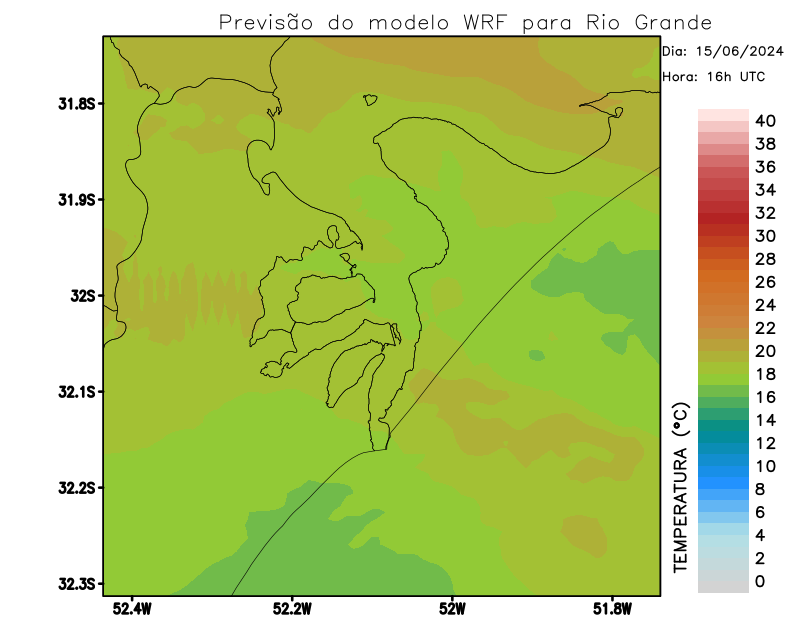 Previsão do modelo WRF para Rio Grande
Dia: 15/06/2024
Hora: 16h UTC
31.8S
31.9S
32S
32.1S
32.2S
32.3S
52.4W 52.2W 52W 51.8W
TEMPERATURA (°C)
40
38
36
34
32
30
28
26
24
22
20
18
16
14
12
10
8
6
4
2
0